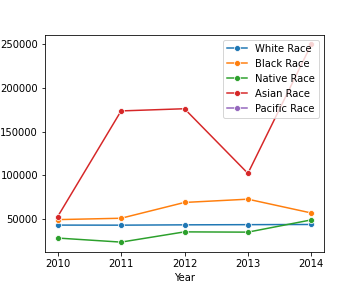 250000
200000
150000
100000
50000
2010 2011 2012 2013 2014
Year
White Race
Black Race
Native Race
Asian Race
Pacific Race